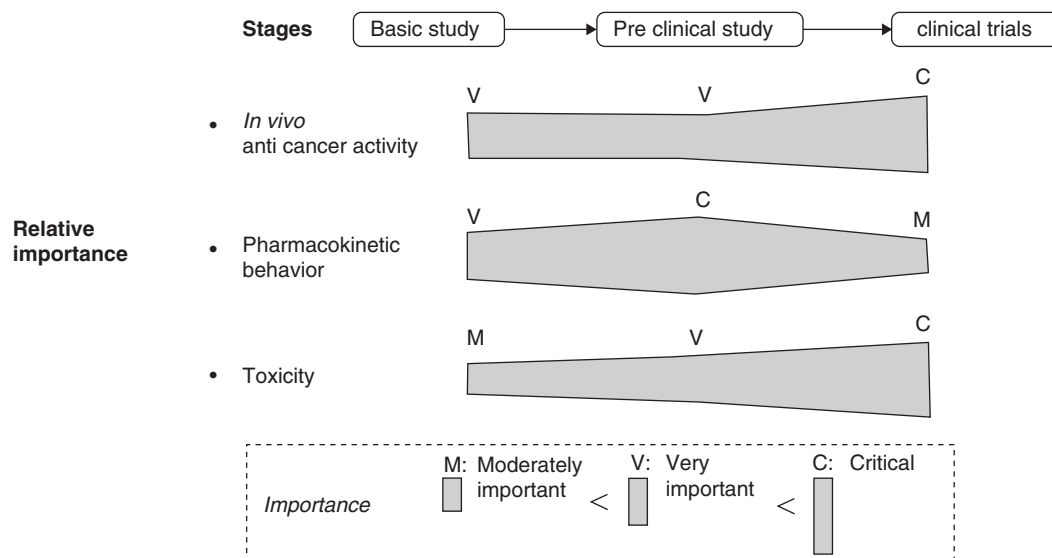 Stages Basic study Pre clinical study clinical trials
V V C
• In vivo
anti cancer activity
V C M
Relative
importance
• Pharmacokinetic
behavior
M V C
• Toxicity
M: Moderately
important
<
V: Very
important
<
C: Critical
Importance